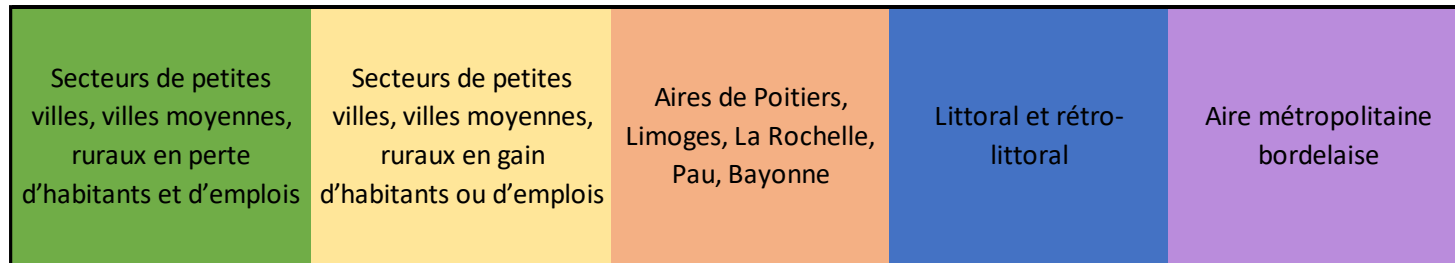 Secteurs de petites
villes, villes moyennes,
ruraux en perte
d’habitants et d’emplois
Secteurs de petites
villes, villes moyennes,
ruraux en gain
d’habitants ou d’emplois
Aires de Poitiers,
Limoges, La Rochelle,
Pau, Bayonne
Littoral et rétro-
littoral
Aire métropolitaine
bordelaise